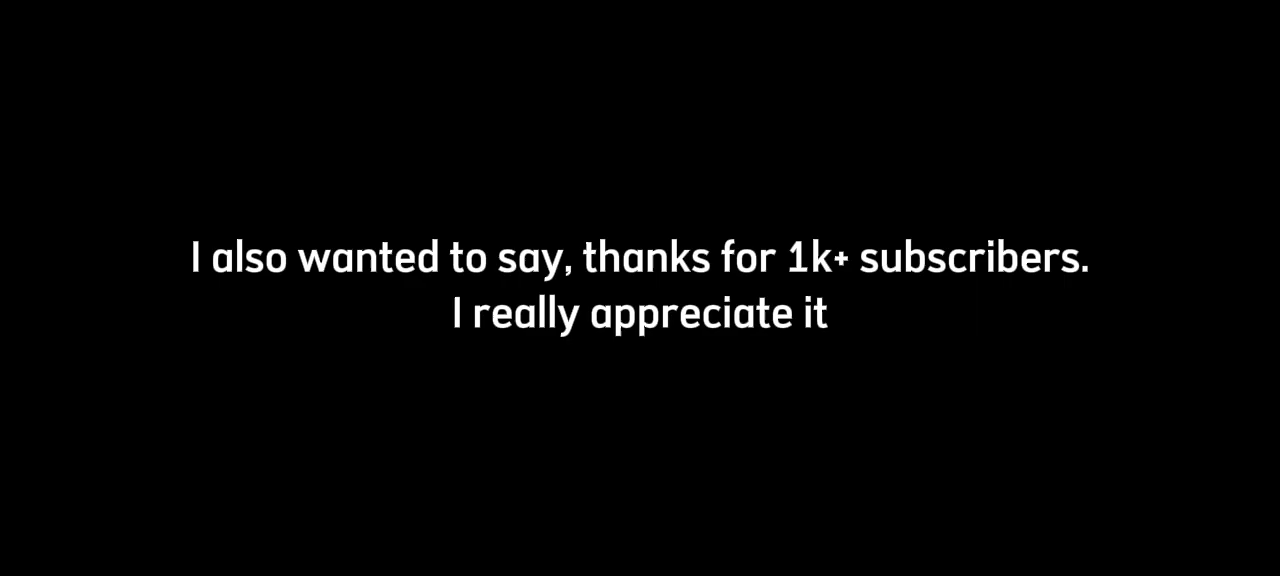 I also wanted to say, thanks for 1k+ subscribers.
I really appreciate it